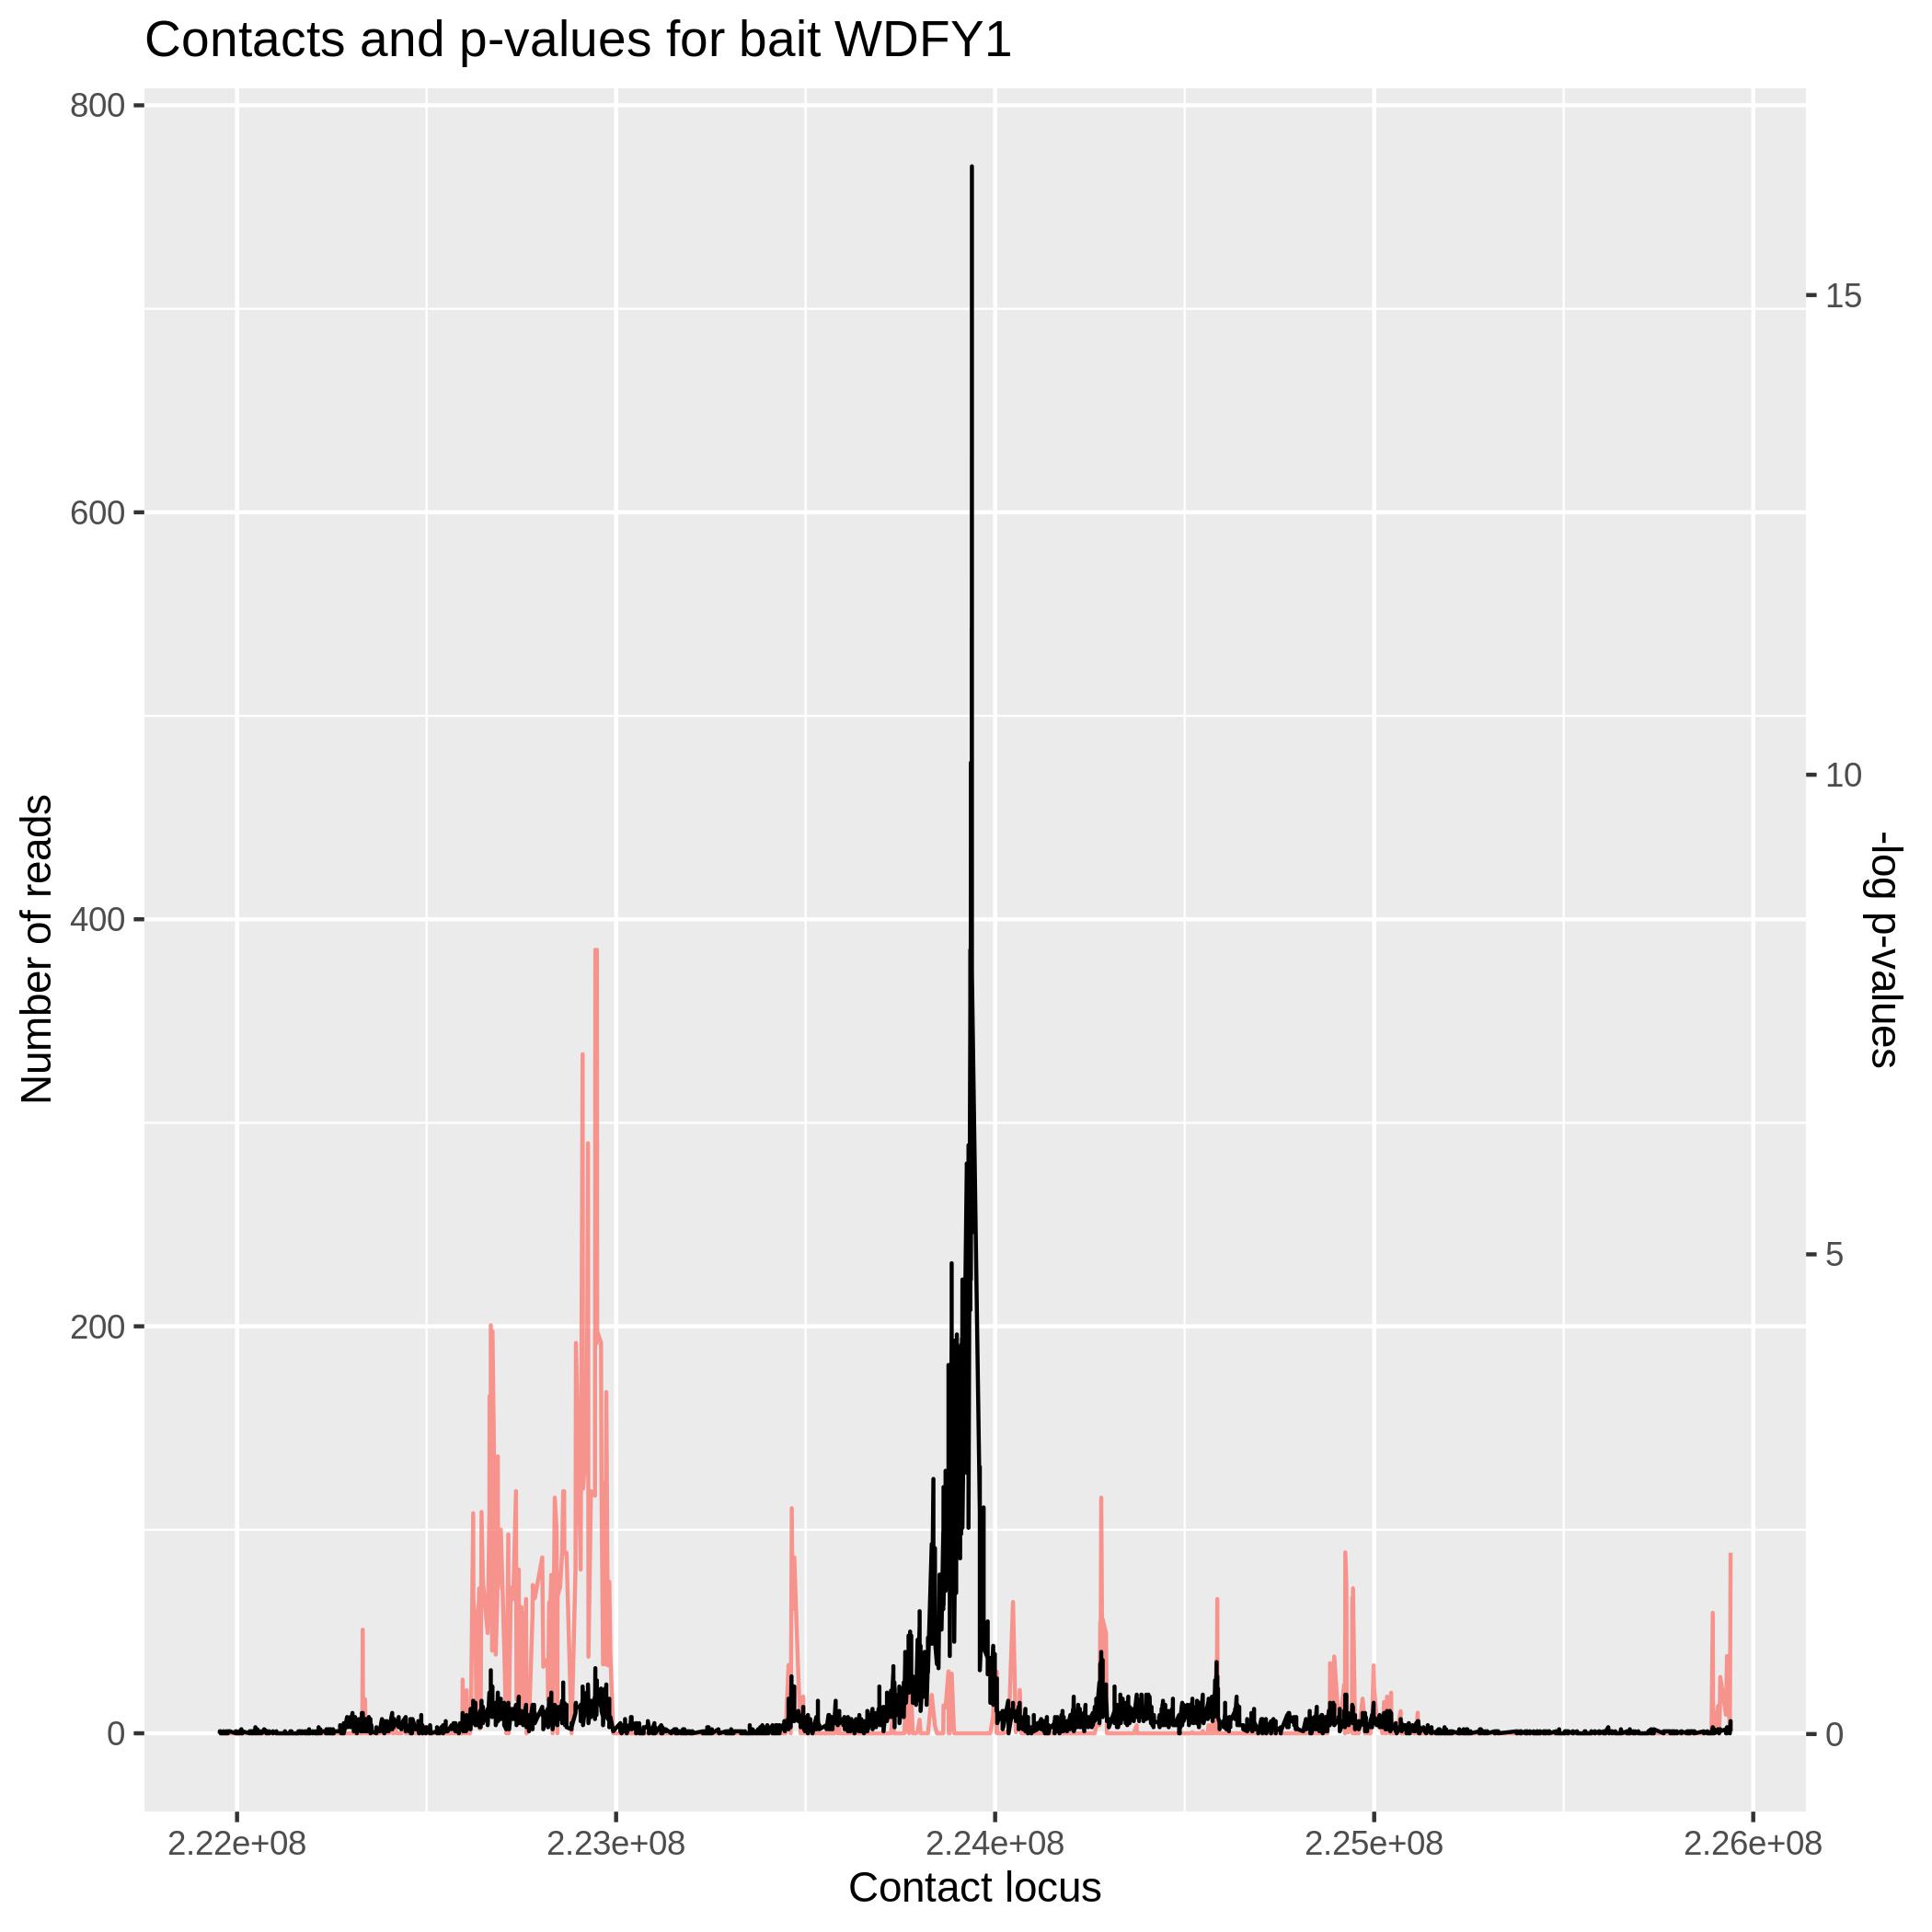 Contacts and p-values for bait WDFY1
800
600
400
200
0
Number of reads
15
10
5
0
-log p-values
2.22e+08
2.23e+08
2.24e+08
2.25e+08
2.26e+08
Contact locus